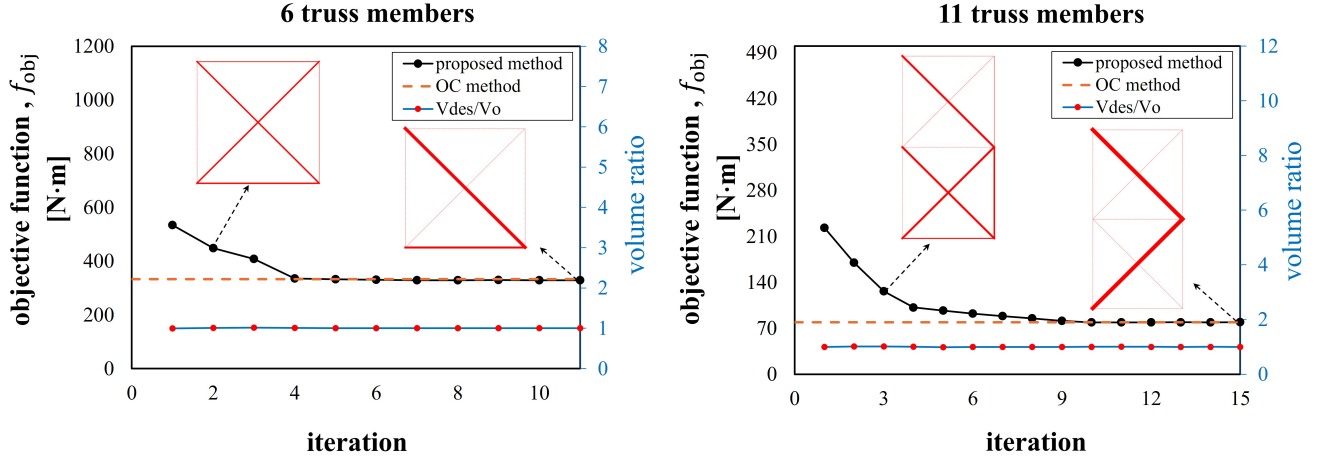 6 truss members
objective function , fobj
[N·m]
1200
1000
800
600
400
200
0
proposed method
OC method
Vdes/Vo
8
7
6
5
4
3
2
1
0
volume ratio
0 2 4 6 8 10
iteration
11 truss members
objective function , fobj
[N·m]
490
420
350
280
210
140
70
0
proposed method
OC method
Vdes/Vo
12
10
8
6
4
2
0
volume ratio
0 3 6 9 12 15
iteration